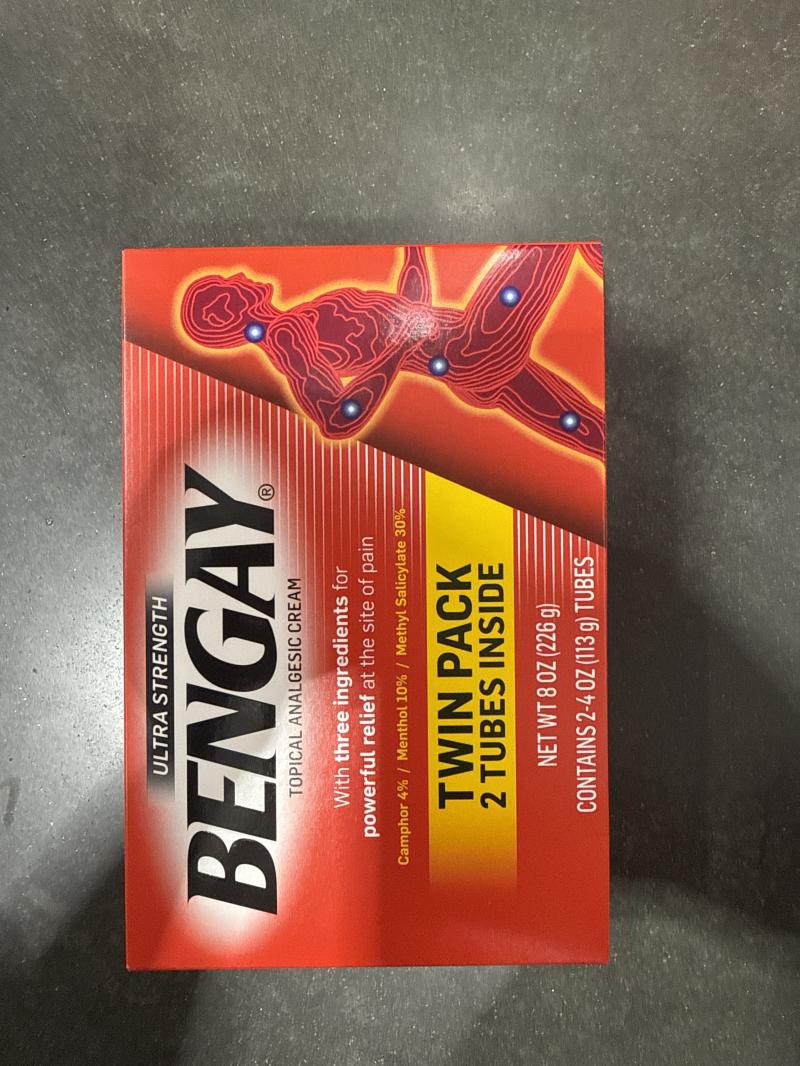 ULTRA STRENGTH
BENGAY®
TOPICAL ANALGESIC CREAM
With three ingredients for
powerful relief at the site of pain
Camphor 4% / Menthol 10% / Methyl Salicylate 30%
TWIN PACK
2 TUBES INSIDE
NET WT 8 OZ (226 g)
CONTAINS 2-4 OZ (113 g) TUBES